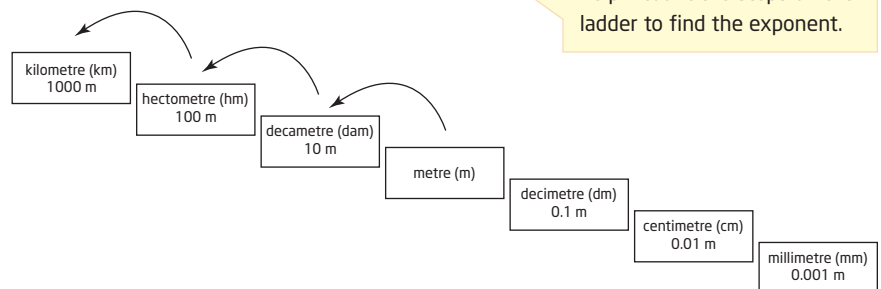 ladder to find the exponent.
kilometre (km)
1000 m
hectometre (hm)
100 m
decametre (dam)
10 m
metre (m)
decimetre (dm)
0.1 m
centimetre (cm)
0.01 m
millimetre (mm)
0.001 m